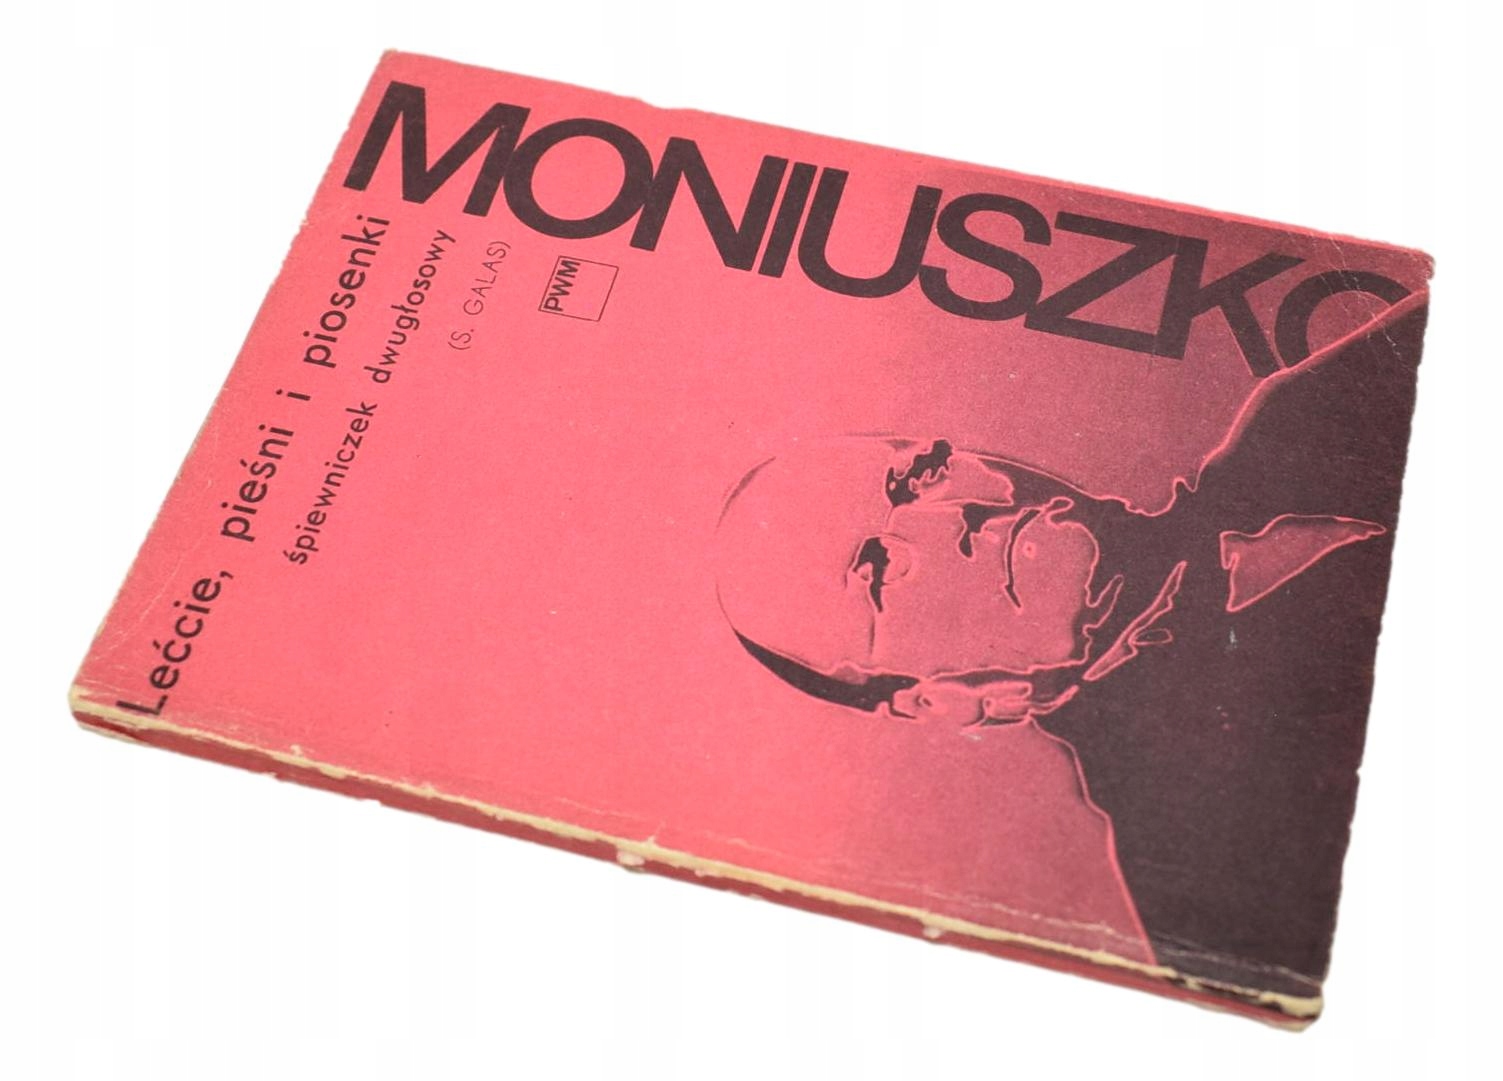 MONIUSZKO
Lećcie, pieśni i piosenki
śpiewniczek dwugłosowy
(S. GALAS)
PWM